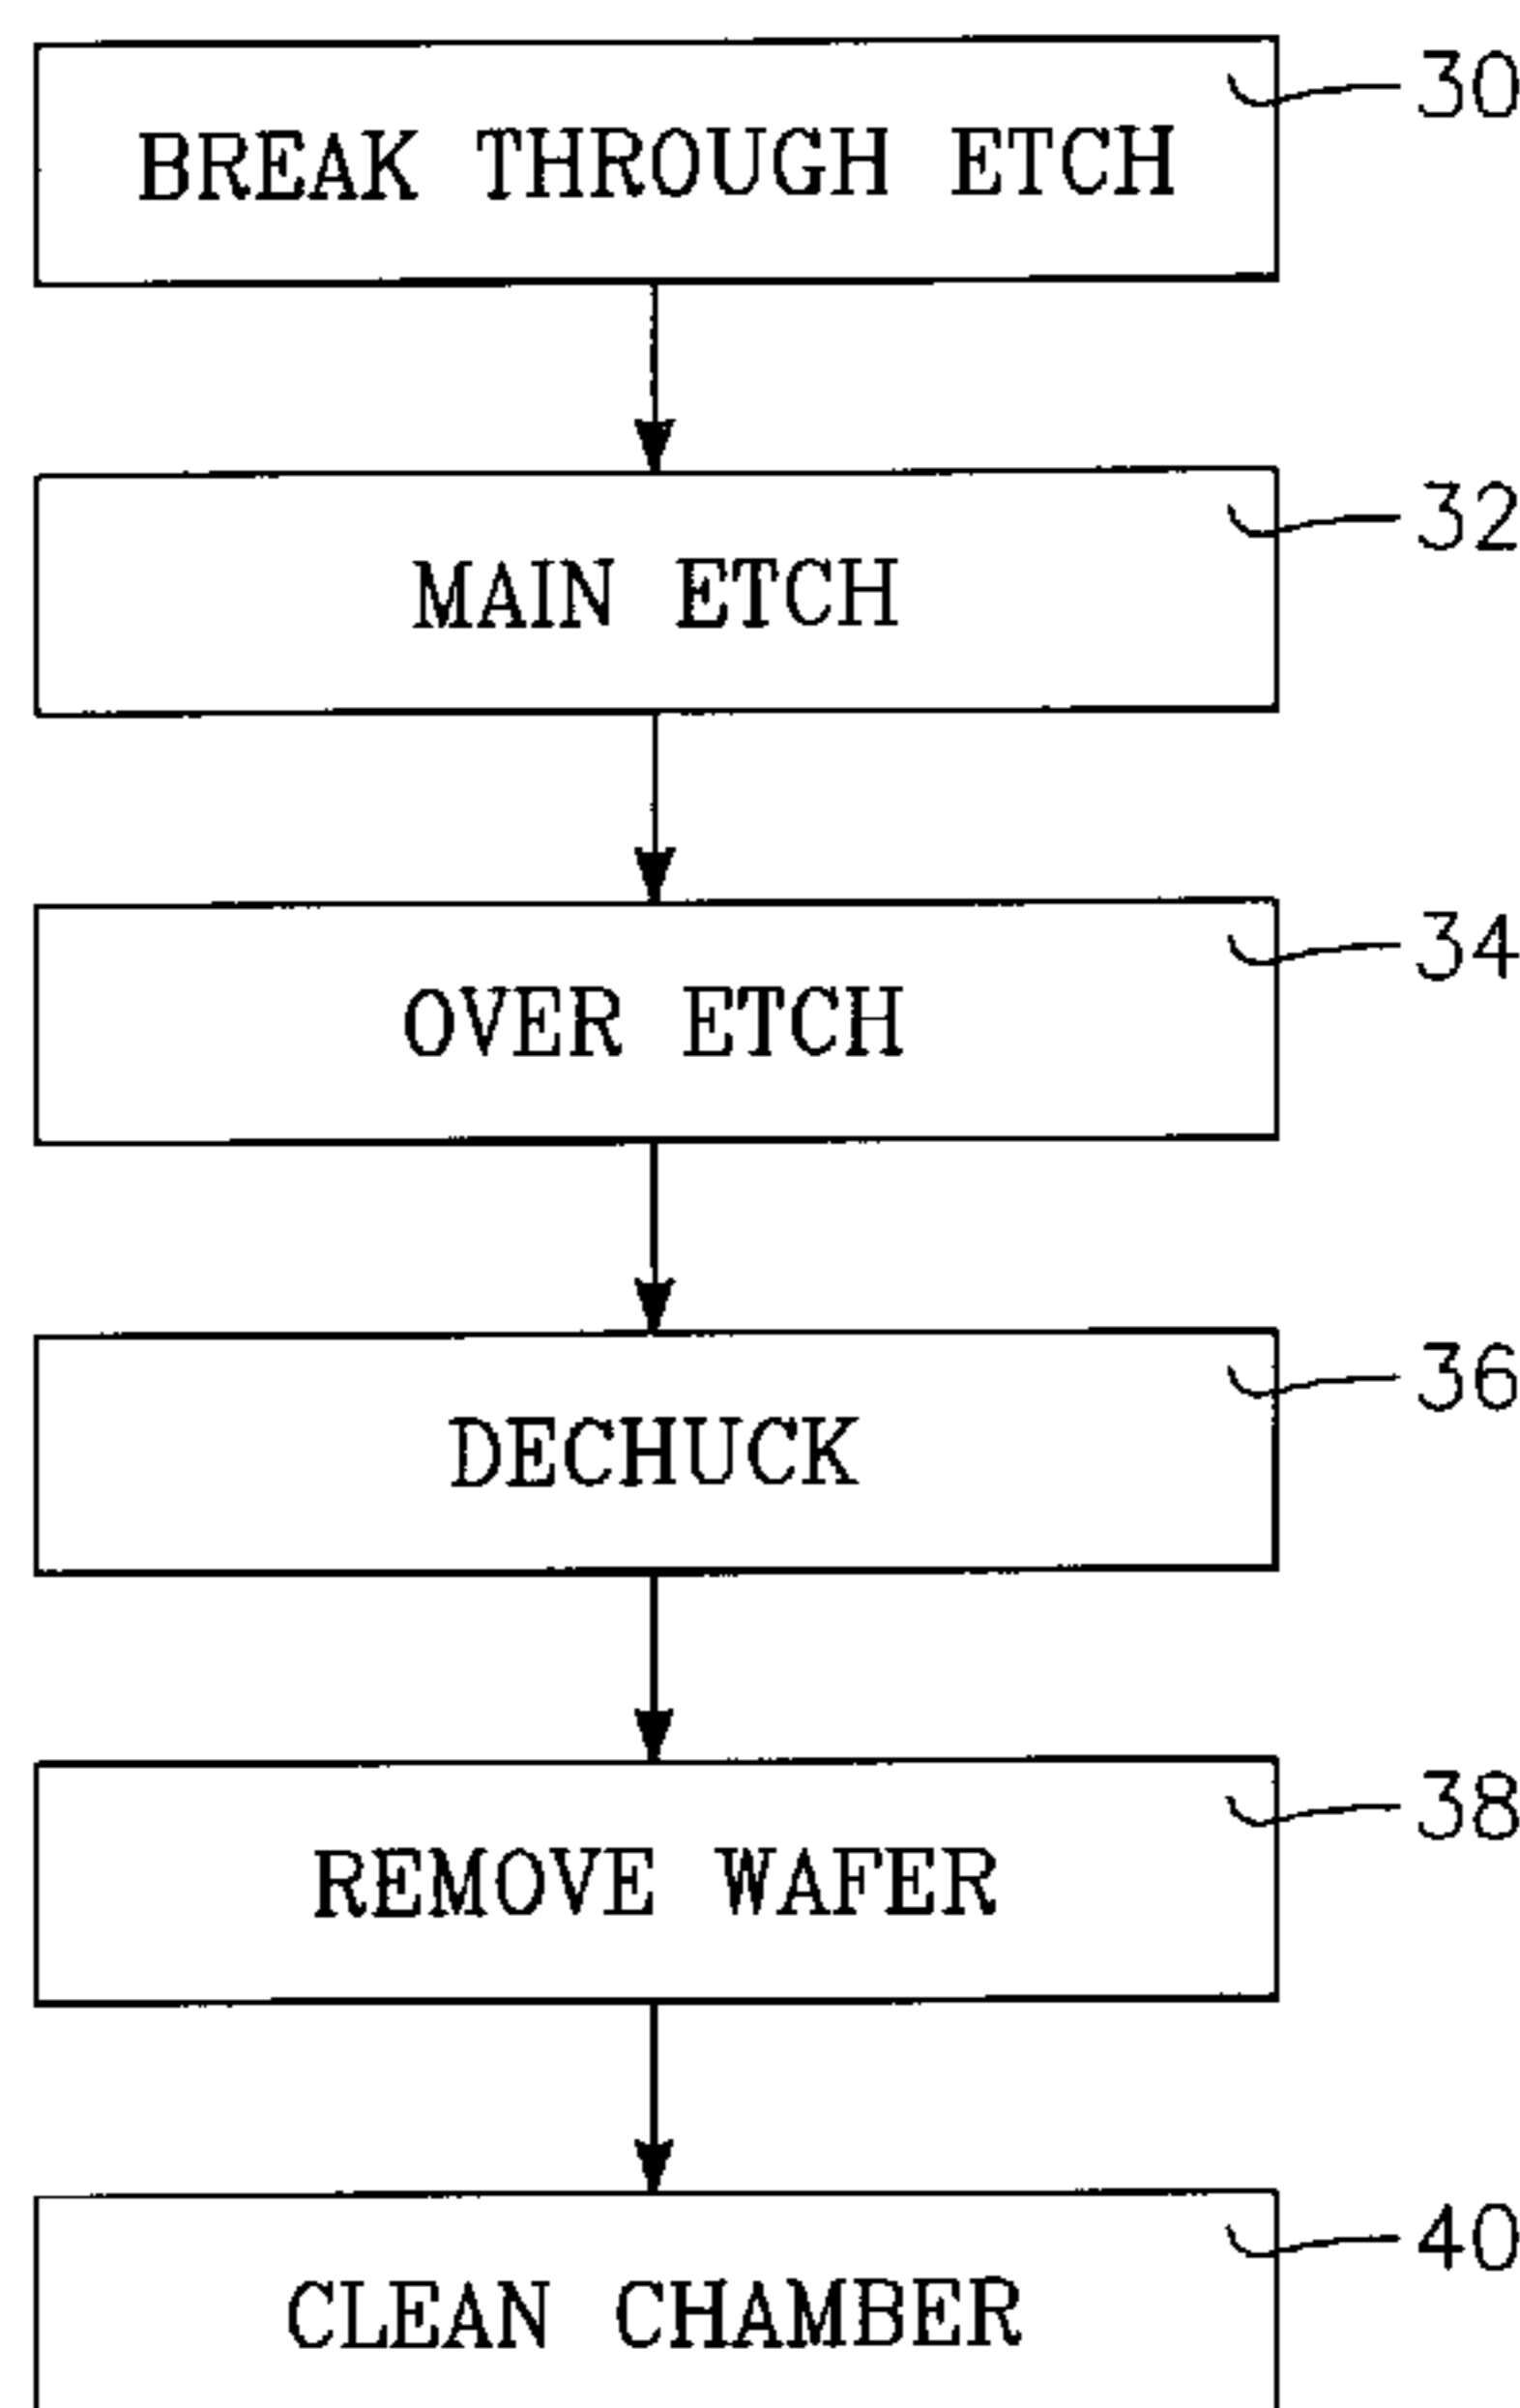 30
BREAK THROUGH ETCH
32
MAIN ETCH
34
OVER ETCH
36
DECHUCK
38
REMOVE WAFER
40
CLEAN CHAMBER